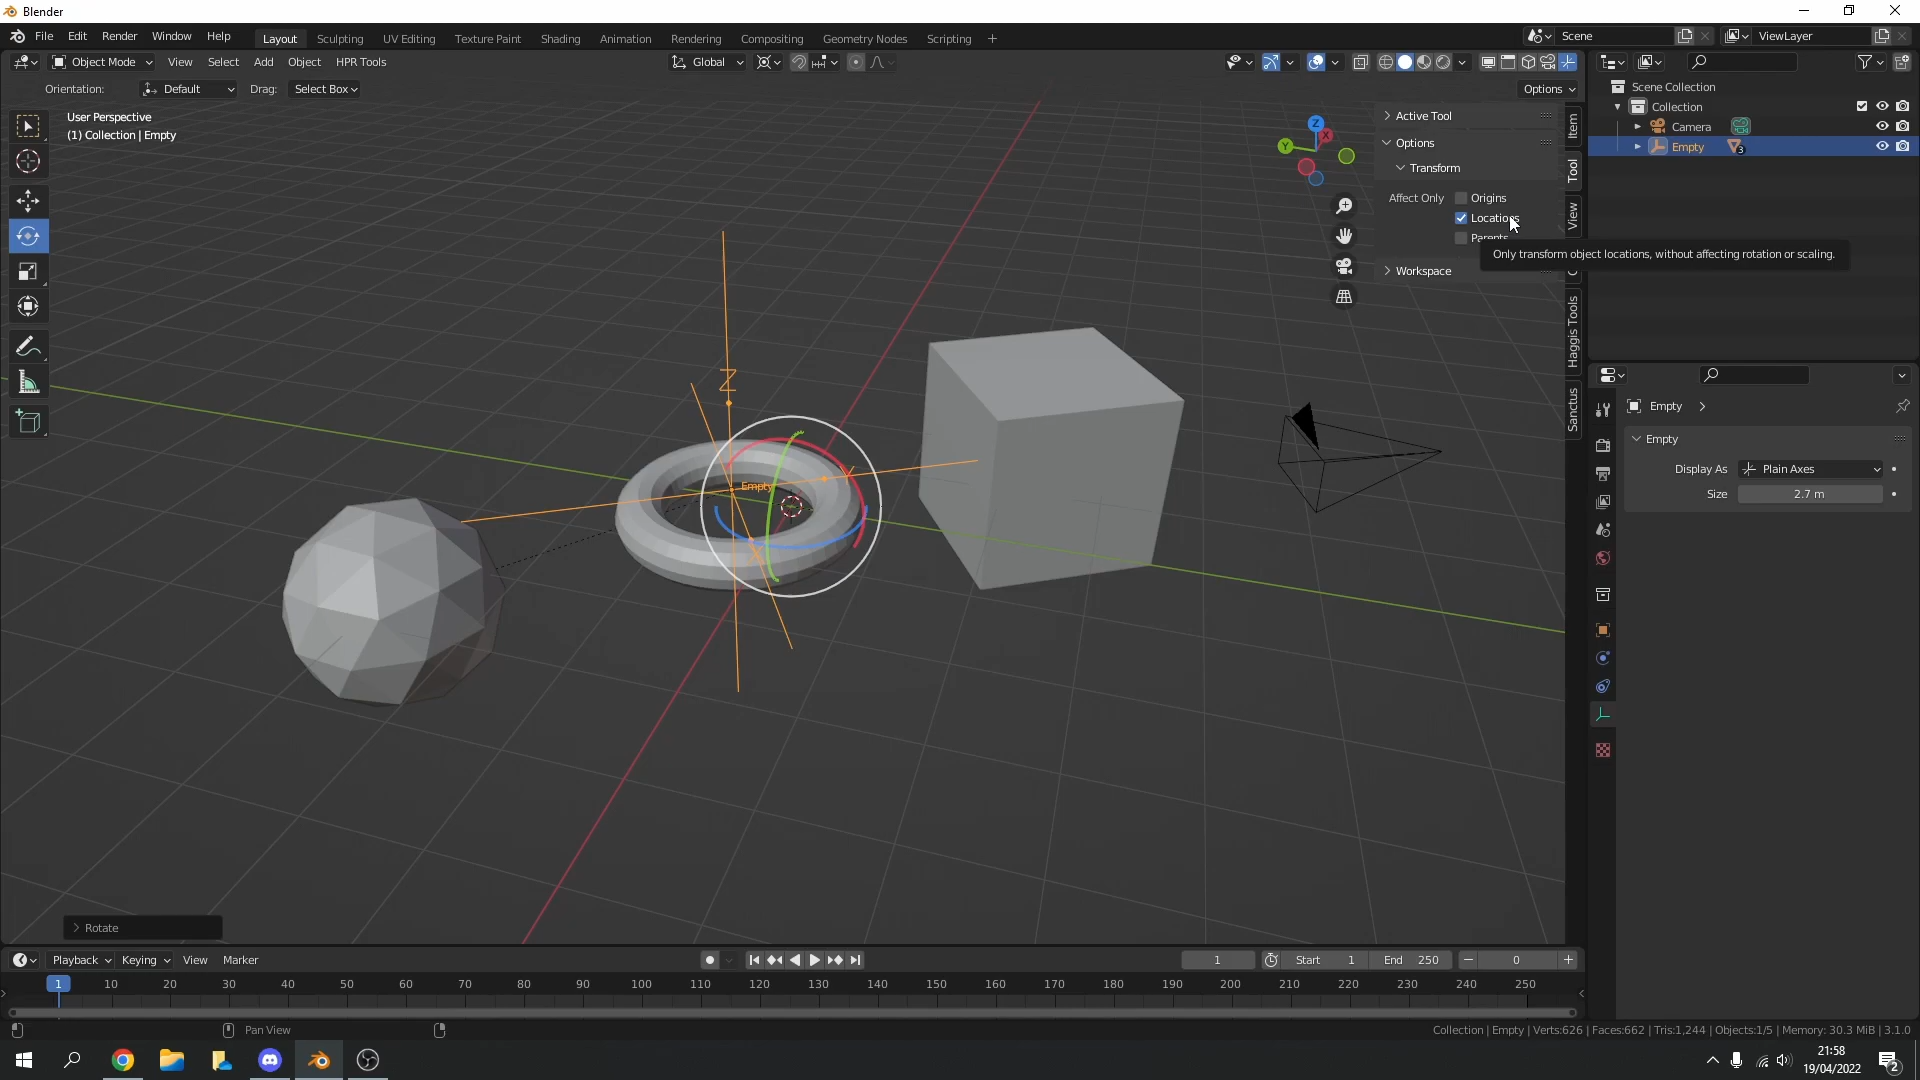 Blender
File Edit Render Window Help Layout Sculpting UV Editing Texture Paint Shading Animation Rendering Compositing Geometry Nodes Scripting + Scene ViewLayer
Object Mode View Select Add Object HPR Tools Global
Orientation: Default Drag: Select Box Options
User Perspective
(1) Collection | Empty
Active Tool
Options
Transform
Affect Only Origins
Locations
Parents
Only transform object locations, without affecting rotation or scaling.
Workspace
Item
Tool
View
Haggis Tools
Sanctus
Z
X
Y
Z
Empty
Y
X
Scene Collection
Collection
Camera
Empty 3
Empty
Empty
Display As Plain Axes
Size 2.7 m
Rotate
Playback Keying View Marker 1 Start 1 End 250 0
1 10 20 30 40 50 60 70 80 90 100 110 120 130 140 150 160 170 180 190 200 210 220 230 240 250
Pan View
Collection | Empty | Verts:626 | Faces:662 | Tris:1,244 | Objects:1/5 | Memory: 30.3 MiB | 3.1.0
21:58
19/04/2022
2